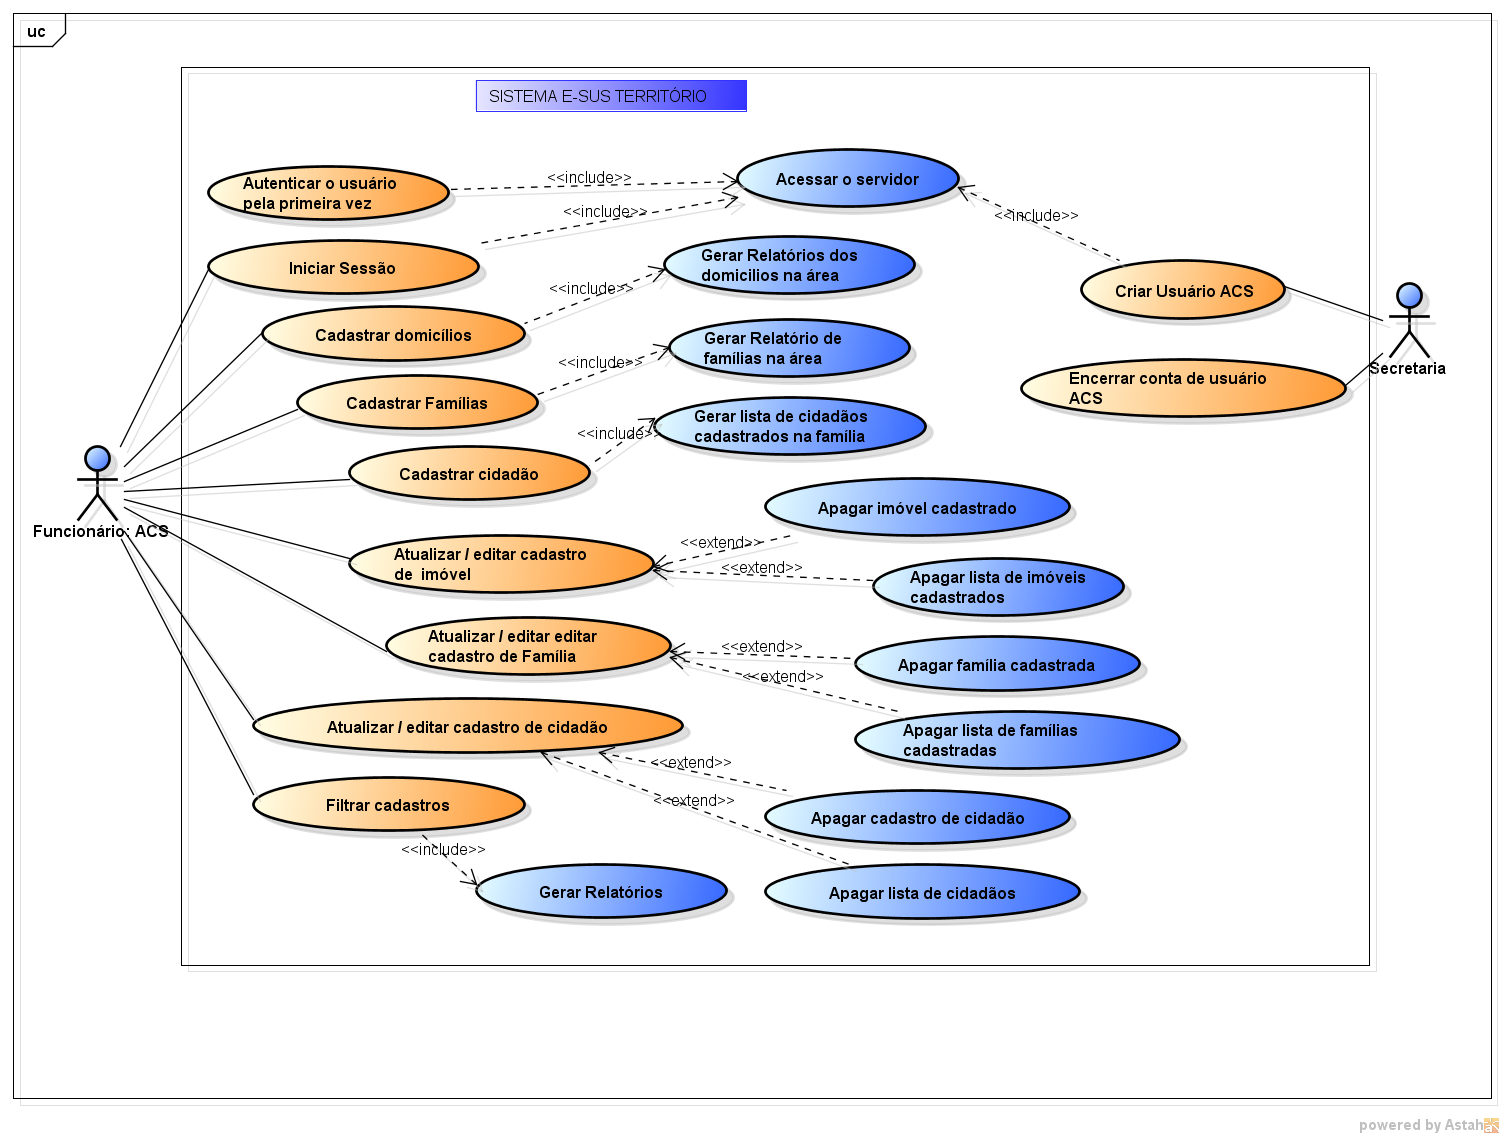 uc
SISTEMA E-SUS TERRITÓRIO
Autenticar o usuário
pela primeira vez
<<include>>
Acessar o servidor
<<include>>
<<include>>
Iniciar Sessão
Gerar Relatórios dos
domicilios na área
Criar Usuário ACS
<<include>>
Cadastrar domicílios
Gerar Relatório de
famílias na área
<<include>>
Secretaria
Encerrar conta de usuário
ACS
Cadastrar Famílias
Gerar lista de cidadãos
cadastrados na família
<<include>>
Cadastrar cidadão
Apagar imóvel cadastrado
Funcionário: ACS
<<extend>>
Atualizar / editar cadastro
de imóvel
<<extend>>
Apagar lista de imóveis
cadastrados
Atualizar / editar editar
cadastro de Família
<<extend>>
Apagar família cadastrada
<<extend>>
Atualizar / editar cadastro de cidadão
Apagar lista de famílias
cadastradas
<<extend>>
<<extend>>
Filtrar cadastros
Apagar cadastro de cidadão
<<include>>
Gerar Relatórios
Apagar lista de cidadãos
powered by Astah